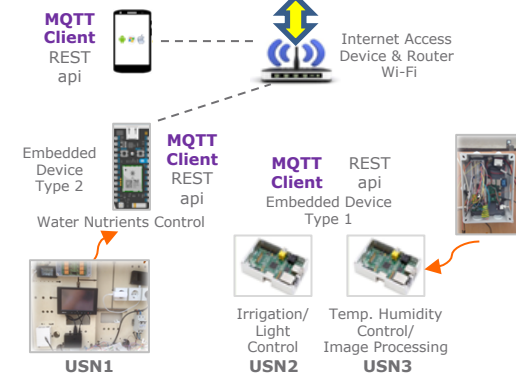 MQTT
Client
REST
api
Internet Access
Device & Router
Wi-Fi
Embedded
Device
Type 2
MQTT
Client
REST
api
Water Nutrients Control
MQTT
Client
REST
api
Embedded Device
Type 1
USN1
Irrigation/
Light
Control
USN2
Temp. Humidity
Control/
Image Processing
USN3